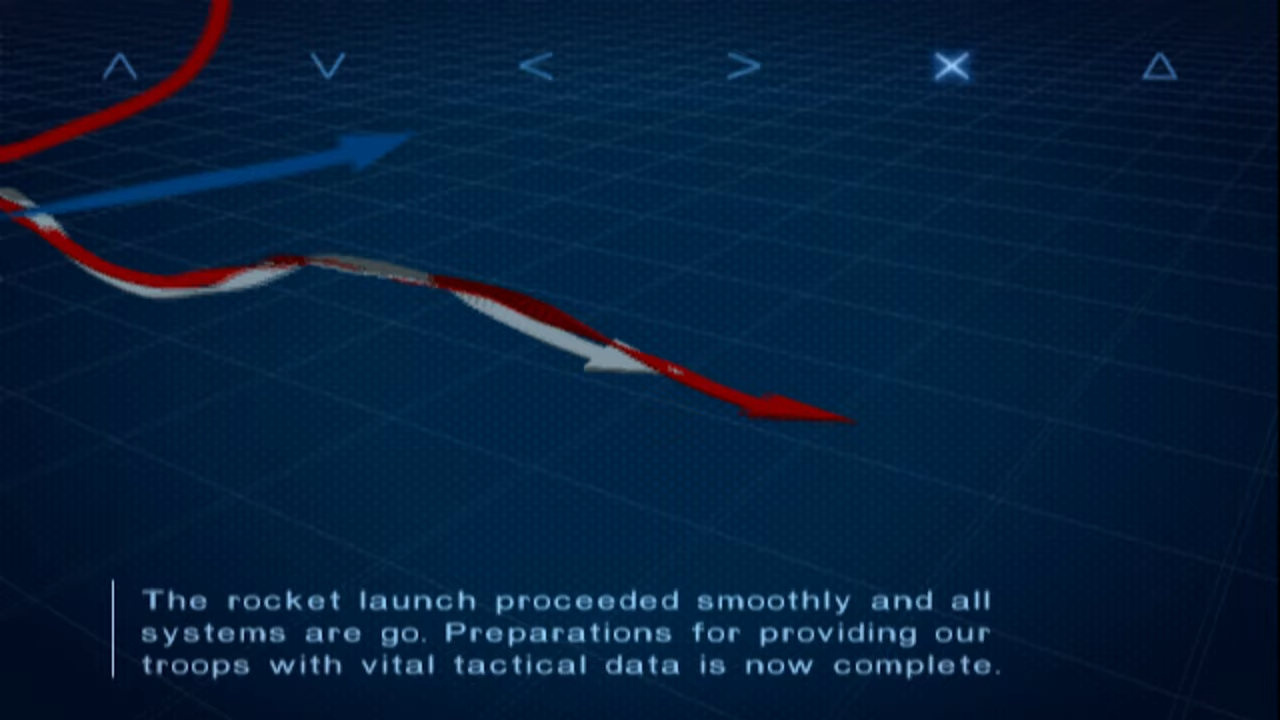 The rocket launch proceeded smoothly and all
systems are go. Preparations for providing our
troops with vital tactical data is now complete.